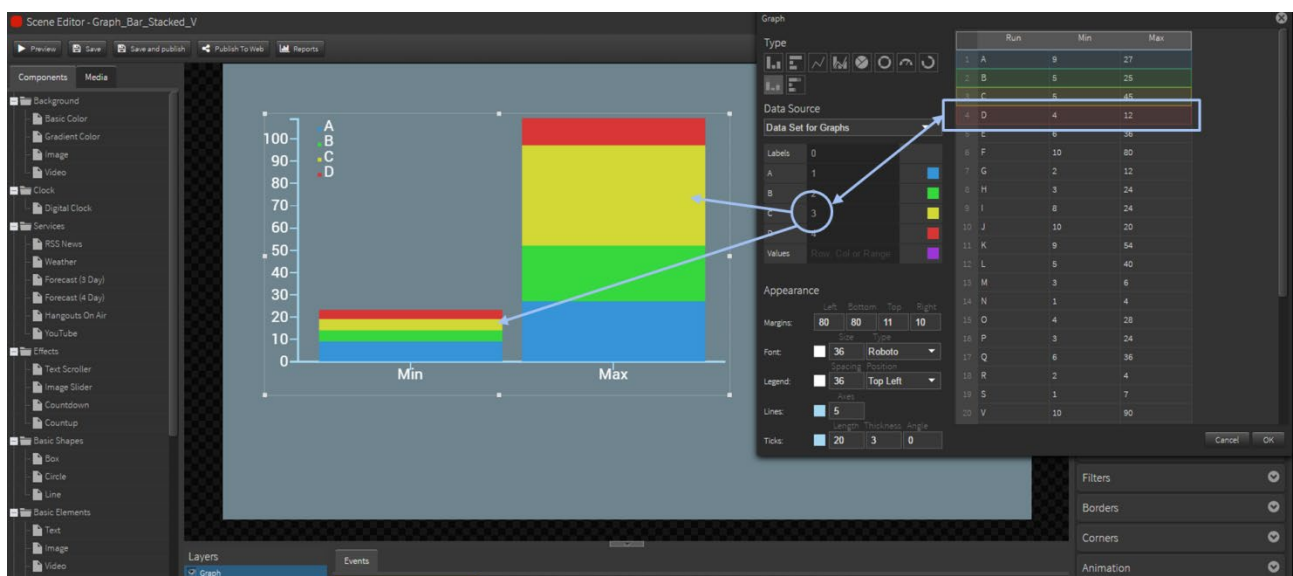 Scene Editor - Graph_Bar_Stacked_V
Preview Save Save and publish Publish To Web Reports
Components Media
Background
Basic Color
Gradient Color
Image
Video
Clock
Digital Clock
Services
RSS News
Weather
Forecast (3 Day)
Forecast (4 Day)
Hangouts On Air
YouTube
Effects
Text Scroller
Image Slider
Countdown
Countup
Basic Shapes
Box
Circle
Line
Basic Elements
Text
Image
Video
A
B
C
D
100
90
80
70
60
50
40
30
20
10
0
Min Max
Layers
Graph
Events
Graph
Type
Data Source
Data Set for Graphs
Labels 0
A 1
B 2
C 3
D 4
Values Row, Col or Range
Appearance
Left Bottom Top Right
Margins: 80 80 11 10
Size Type
Font: 36 Roboto
Spacing Position
Legend: 36 Top Left
Axes
Lines: 5
Length Thickness Angle
Ticks: 20 3 0
Run Min Max
1 A 9 27
2 B 5 25
3 C 5 45
4 D 4 12
5 E 6 36
6 F 10 80
7 G 2 12
8 H 3 24
9 I 8 24
10 J 10 20
11 K 9 54
12 L 5 40
13 M 3 6
14 N 1 4
15 O 4 28
16 P 3 24
17 Q 6 36
18 R 2 4
19 S 1 7
20 V 10 90
Cancel OK
Filters
Borders
Corners
Animation